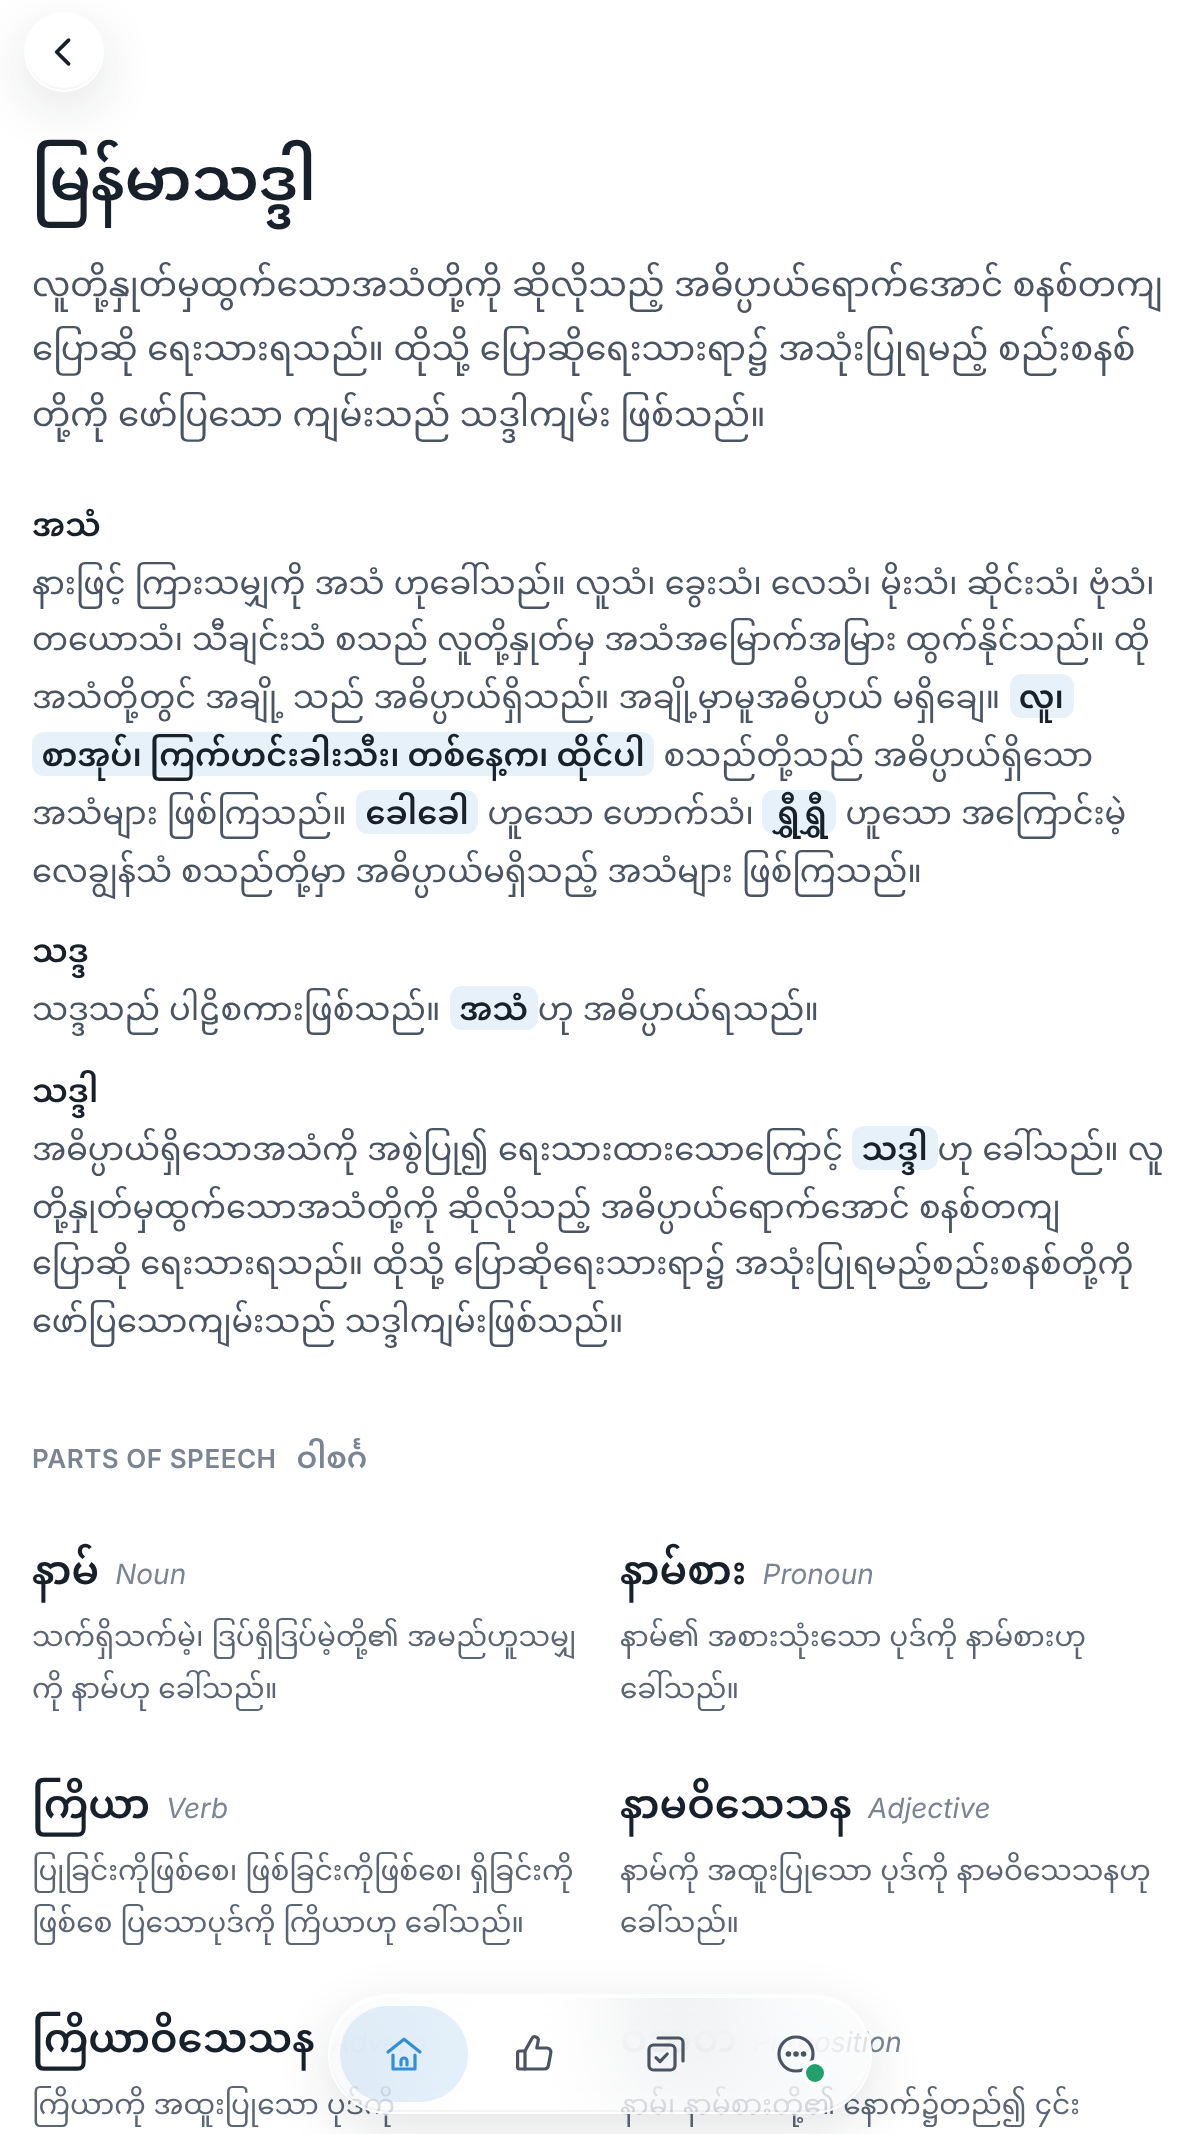 မြန်မာသဒ္ဒါ
လူတို့နှုတ်မှထွက်သောအသံတို့ကို ဆိုလိုသည့် အဓိပ္ပာယ်ရောက်အောင် စနစ်တကျ
ပြောဆို ရေးသားရသည်။ ထိုသို့ ပြောဆိုရေးသားရာ၌ အသုံးပြုရမည့် စည်းစနစ်
တို့ကို ဖော်ပြသော ကျမ်းသည် သဒ္ဒါကျမ်း ဖြစ်သည်။
အသံ
နားဖြင့် ကြားသမျှကို အသံ ဟုခေါ်သည်။ လူသံ၊ ခွေးသံ၊ လေသံ၊ မိုးသံ၊ ဆိုင်းသံ၊ ဗုံသံ၊
တယောသံ၊ သီချင်းသံ စသည် လူတို့နှုတ်မှ အသံအမြောက်အမြား ထွက်နိုင်သည်။ ထို
အသံတို့တွင် အချို့ သည် အဓိပ္ပာယ်ရှိသည်။ အချို့မှာမူအဓိပ္ပာယ် မရှိချေ။ လူ၊
စာအုပ်၊ ကြက်ဟင်းခါးသီး၊ တစ်နေ့က၊ ထိုင်ပါ စသည်တို့သည် အဓိပ္ပာယ်ရှိသော
အသံများ ဖြစ်ကြသည်။ ခေါခေါ ဟူသော ဟောက်သံ၊ ရွှီရွှီ ဟူသော အကြောင်းမဲ့
လေချွန်သံ စသည်တို့မှာ အဓိပ္ပာယ်မရှိသည့် အသံများ ဖြစ်ကြသည်။
သဒ္ဒ
သဒ္ဒသည် ပါဠိစကားဖြစ်သည်။ အသံ ဟု အဓိပ္ပာယ်ရသည်။
သဒ္ဒါ
အဓိပ္ပာယ်ရှိသောအသံကို အစွဲပြု၍ ရေးသားထားသောကြောင့် သဒ္ဒါ ဟု ခေါ်သည်။ လူ
တို့နှုတ်မှထွက်သောအသံတို့ကို ဆိုလိုသည့် အဓိပ္ပာယ်ရောက်အောင် စနစ်တကျ
ပြောဆို ရေးသားရသည်။ ထိုသို့ ပြောဆိုရေးသားရာ၌ အသုံးပြုရမည့်စည်းစနစ်တို့ကို
ဖော်ပြသောကျမ်းသည် သဒ္ဒါကျမ်းဖြစ်သည်။
PARTS OF SPEECH ဝါစင်္ဂ
နာမ် Noun
သက်ရှိသက်မဲ့၊ ဒြပ်ရှိဒြပ်မဲ့တို့၏ အမည်ဟူသမျှ
ကို နာမ်ဟု ခေါ်သည်။
နာမ်စား Pronoun
နာမ်၏ အစားသုံးသော ပုဒ်ကို နာမ်စားဟု
ခေါ်သည်။
ကြိယာ Verb
ပြုခြင်းကိုဖြစ်စေ၊ ဖြစ်ခြင်းကိုဖြစ်စေ၊ ရှိခြင်းကို
ဖြစ်စေ ပြသောပုဒ်ကို ကြိယာဟု ခေါ်သည်။
နာမဝိသေသန Adjective
နာမ်ကို အထူးပြုသော ပုဒ်ကို နာမဝိသေသနဟု
ခေါ်သည်။
ကြိယာဝိသေသန
ကြိယာကို အထူးပြုသော ပုဒ်ကို
Preposition
နာမ်၊ နာမ်စားတို့၏ နောက်၌တည်၍ ၄င်း